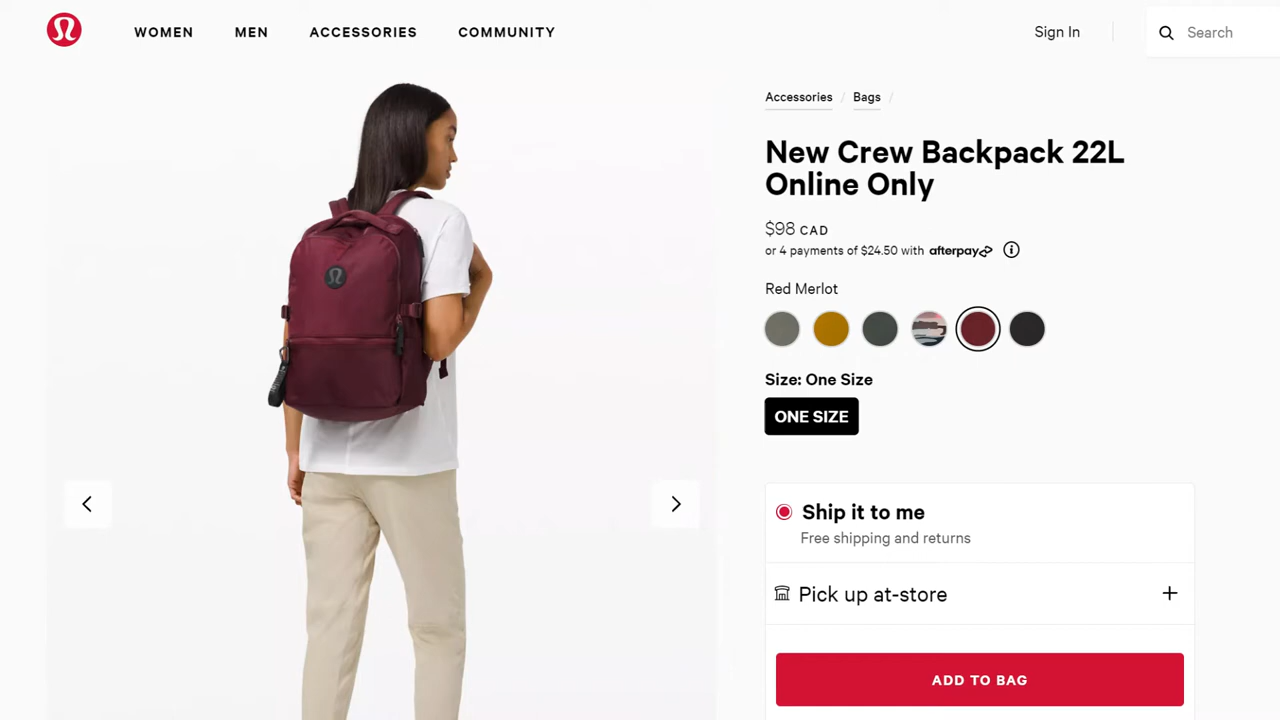 WOMEN MEN ACCESSORIES COMMUNITY Sign In Search
Accessories / Bags /
New Crew Backpack 22L
Online Only
$98 CAD
or 4 payments of $24.50 with afterpay
Red Merlot
Size: One Size
ONE SIZE
Ship it to me
Free shipping and returns
Pick up at-store
ADD TO BAG